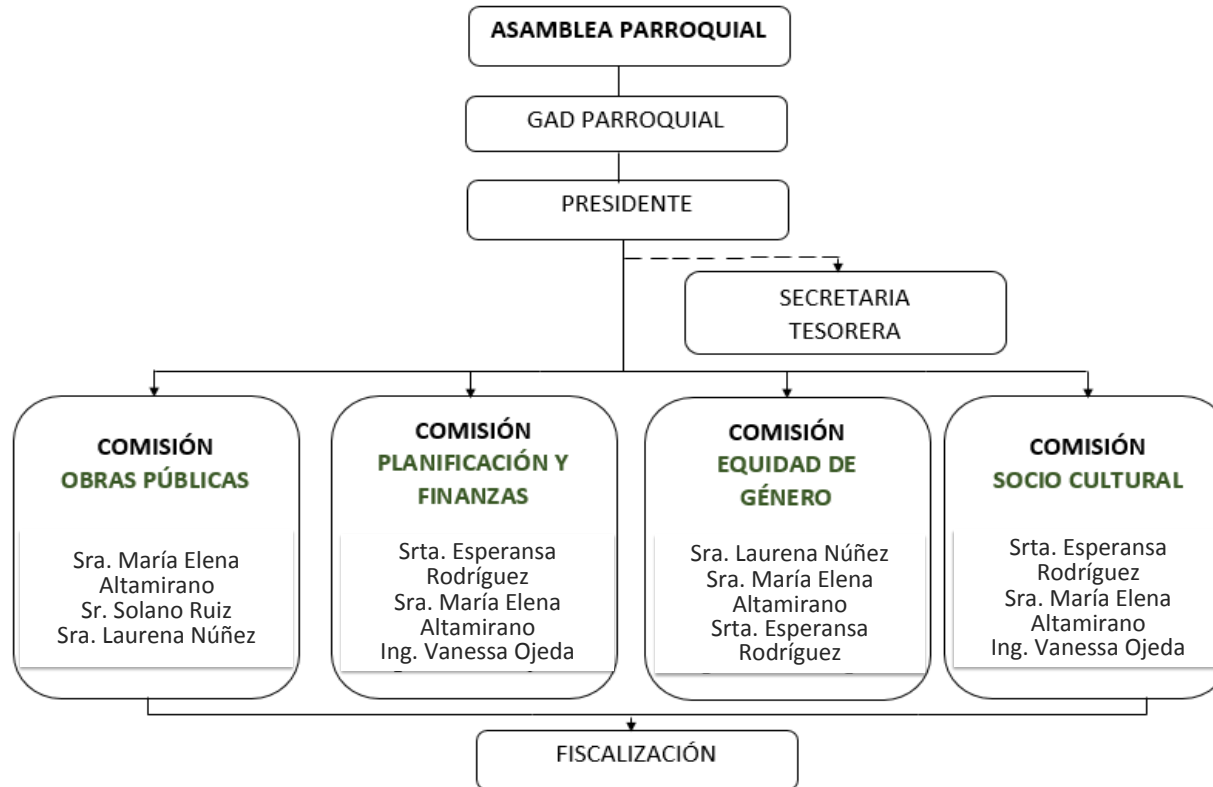 ASAMBLEA PARROQUIAL
GAD PARROQUIAL
PRESIDENTE
SECRETARIA
TESORERA
COMISIÓN
OBRAS PÚBLICAS
Sra. María Elena
Altamirano
Sr. Solano Ruiz
Sra. Laurena Núñez
COMISIÓN
PLANIFICACIÓN Y
FINANZAS
Srta. Esperansa
Rodríguez
Sra. María Elena
Altamirano
Ing. Vanessa Ojeda
COMISIÓN
EQUIDAD DE
GÉNERO
Sra. Laurena Núñez
Sra. María Elena
Altamirano
Srta. Esperansa
Rodríguez
COMISIÓN
SOCIO CULTURAL
Srta. Esperansa
Rodríguez
Sra. María Elena
Altamirano
Ing. Vanessa Ojeda
FISCALIZACIÓN